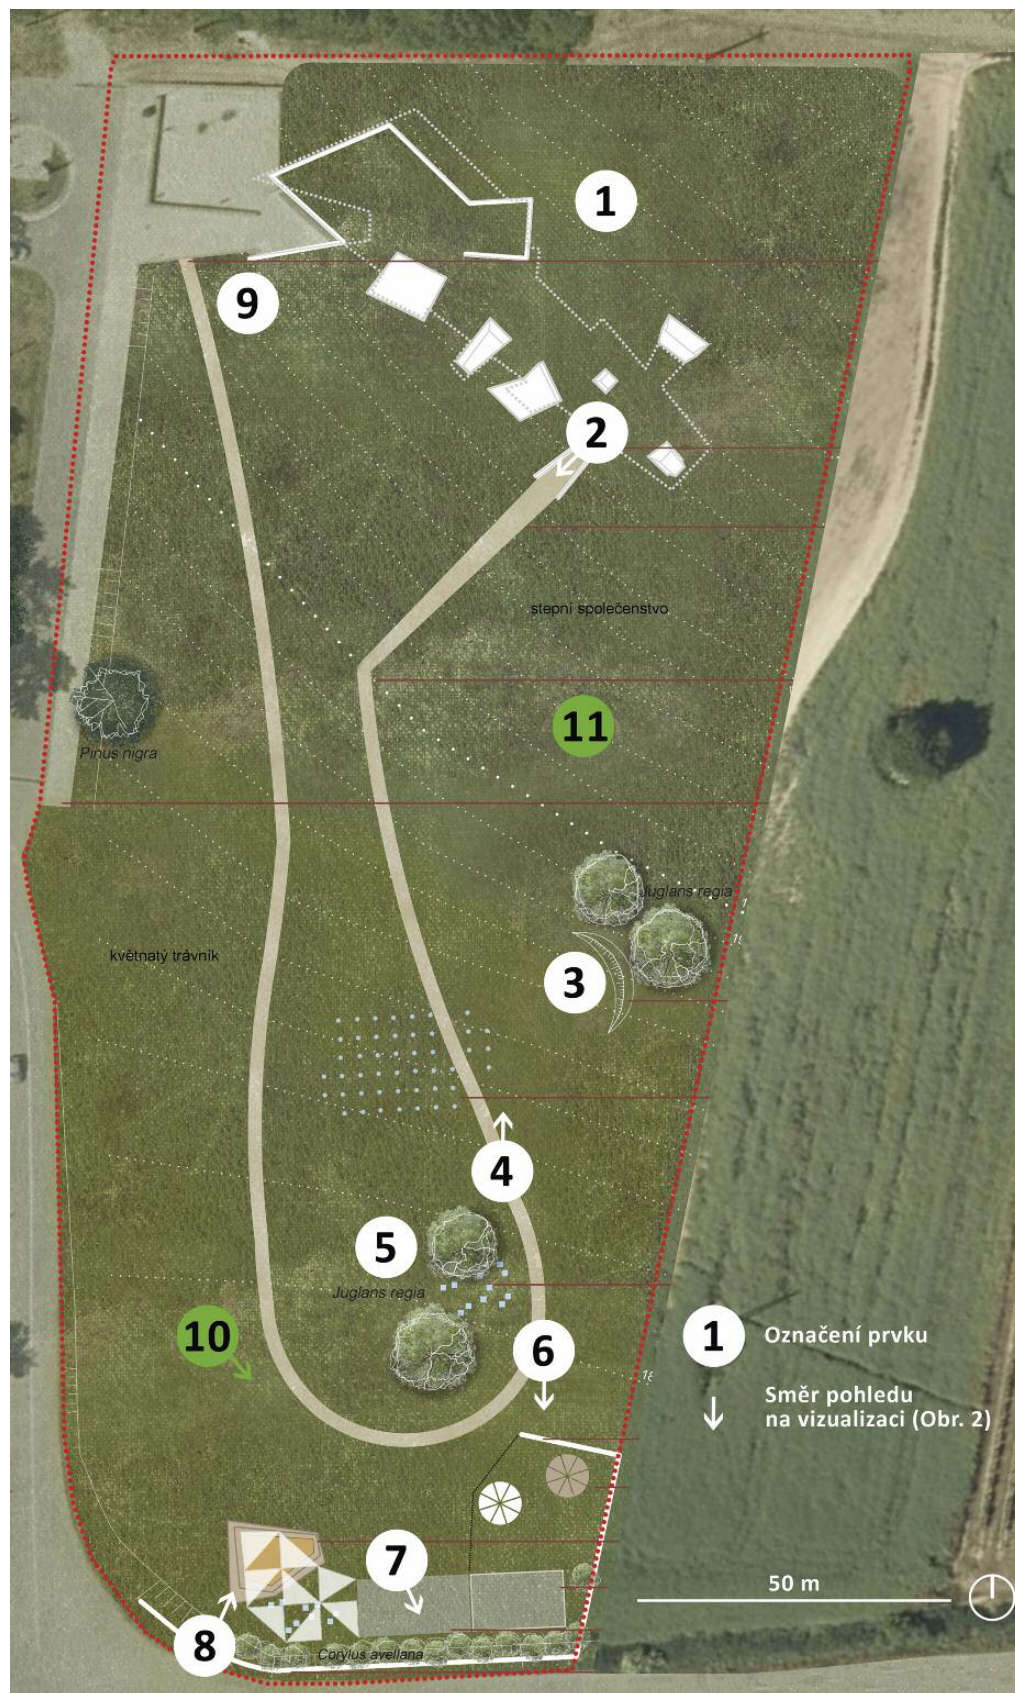 1
9
2
stepní společenstvo
11
Pinus nigra
Juglans regia
květnatý trávník
3
4
5
Juglans regia
10
6
1 Označení prvku
Směr pohledu
na vizualizaci (Obr. 2)
7
50 m
8
Corylus avellana